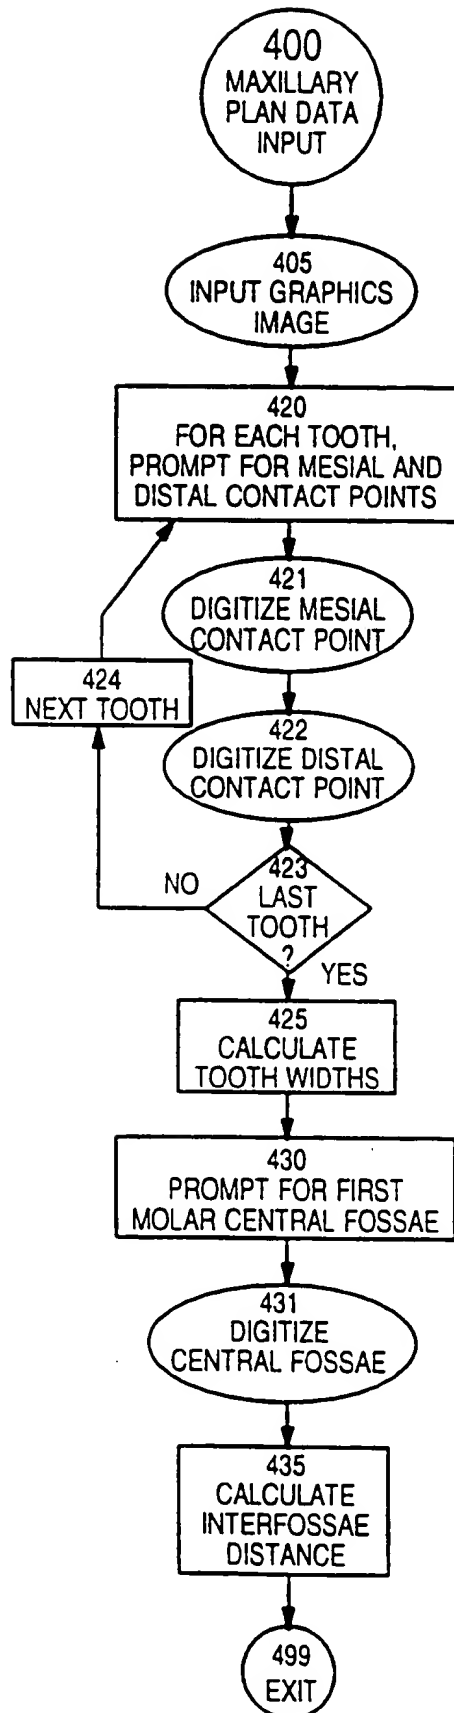 400
MAXILLARY
PLAN DATA
INPUT
405
INPUT GRAPHICS
IMAGE
420
FOR EACH TOOTH,
PROMPT FOR MESIAL AND
DISTAL CONTACT POINTS
421
DIGITIZE MESIAL
CONTACT POINT
424
NEXT TOOTH
422
DIGITIZE DISTAL
CONTACT POINT
423
LAST
TOOTH
?
NO
YES
425
CALCULATE
TOOTH WIDTHS
430
PROMPT FOR FIRST
MOLAR CENTRAL FOSSAE
431
DIGITIZE
CENTRAL FOSSAE
435
CALCULATE
INTERFOSSAE
DISTANCE
499
EXIT